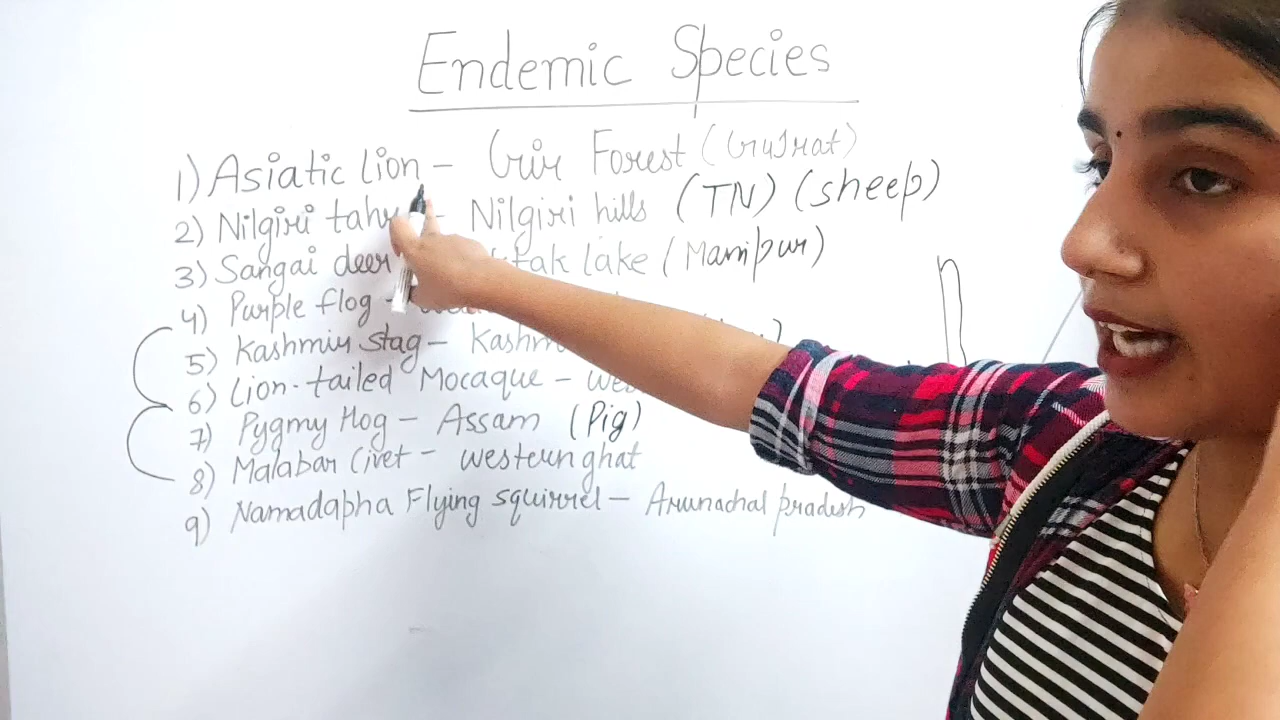 Endemic Species
1) Asiatic lion - Gir Forest (Gujrat)
2) Nilgiri - Nilgiri hills (TN) (sheep)
3) Sangai deer lake (Manipur)
4) Purple flog -
5) Kashmir stag -
6) Lion-tailed Mocaque -
7) Pygmy Hog - Assam (Pig)
8) Malabar Civet - western ghat
9) Namadapha Flying squirrel - Arunachal pradesh